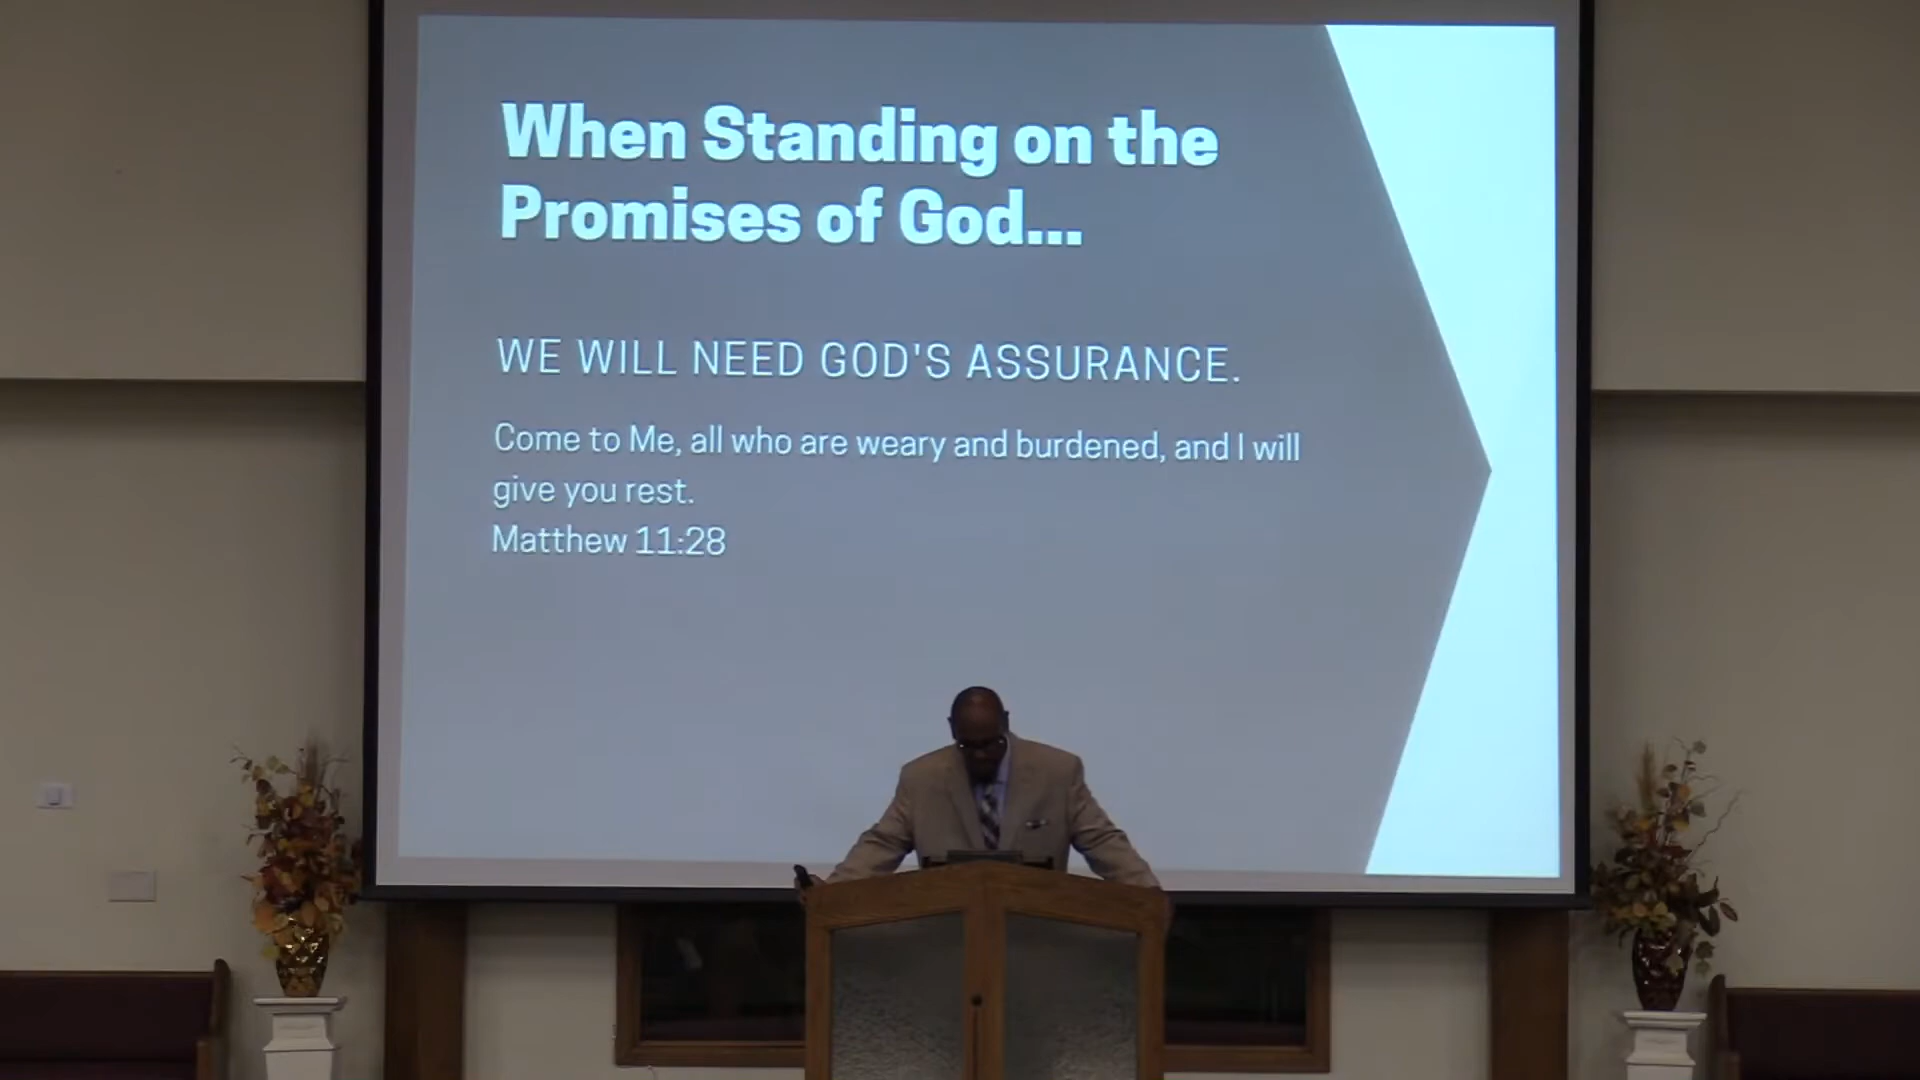 When Standing on the
Promises of God...
WE WILL NEED GOD'S ASSURANCE.
Come to Me, all who are weary and burdened, and I will
give you rest.
Matthew 11:28